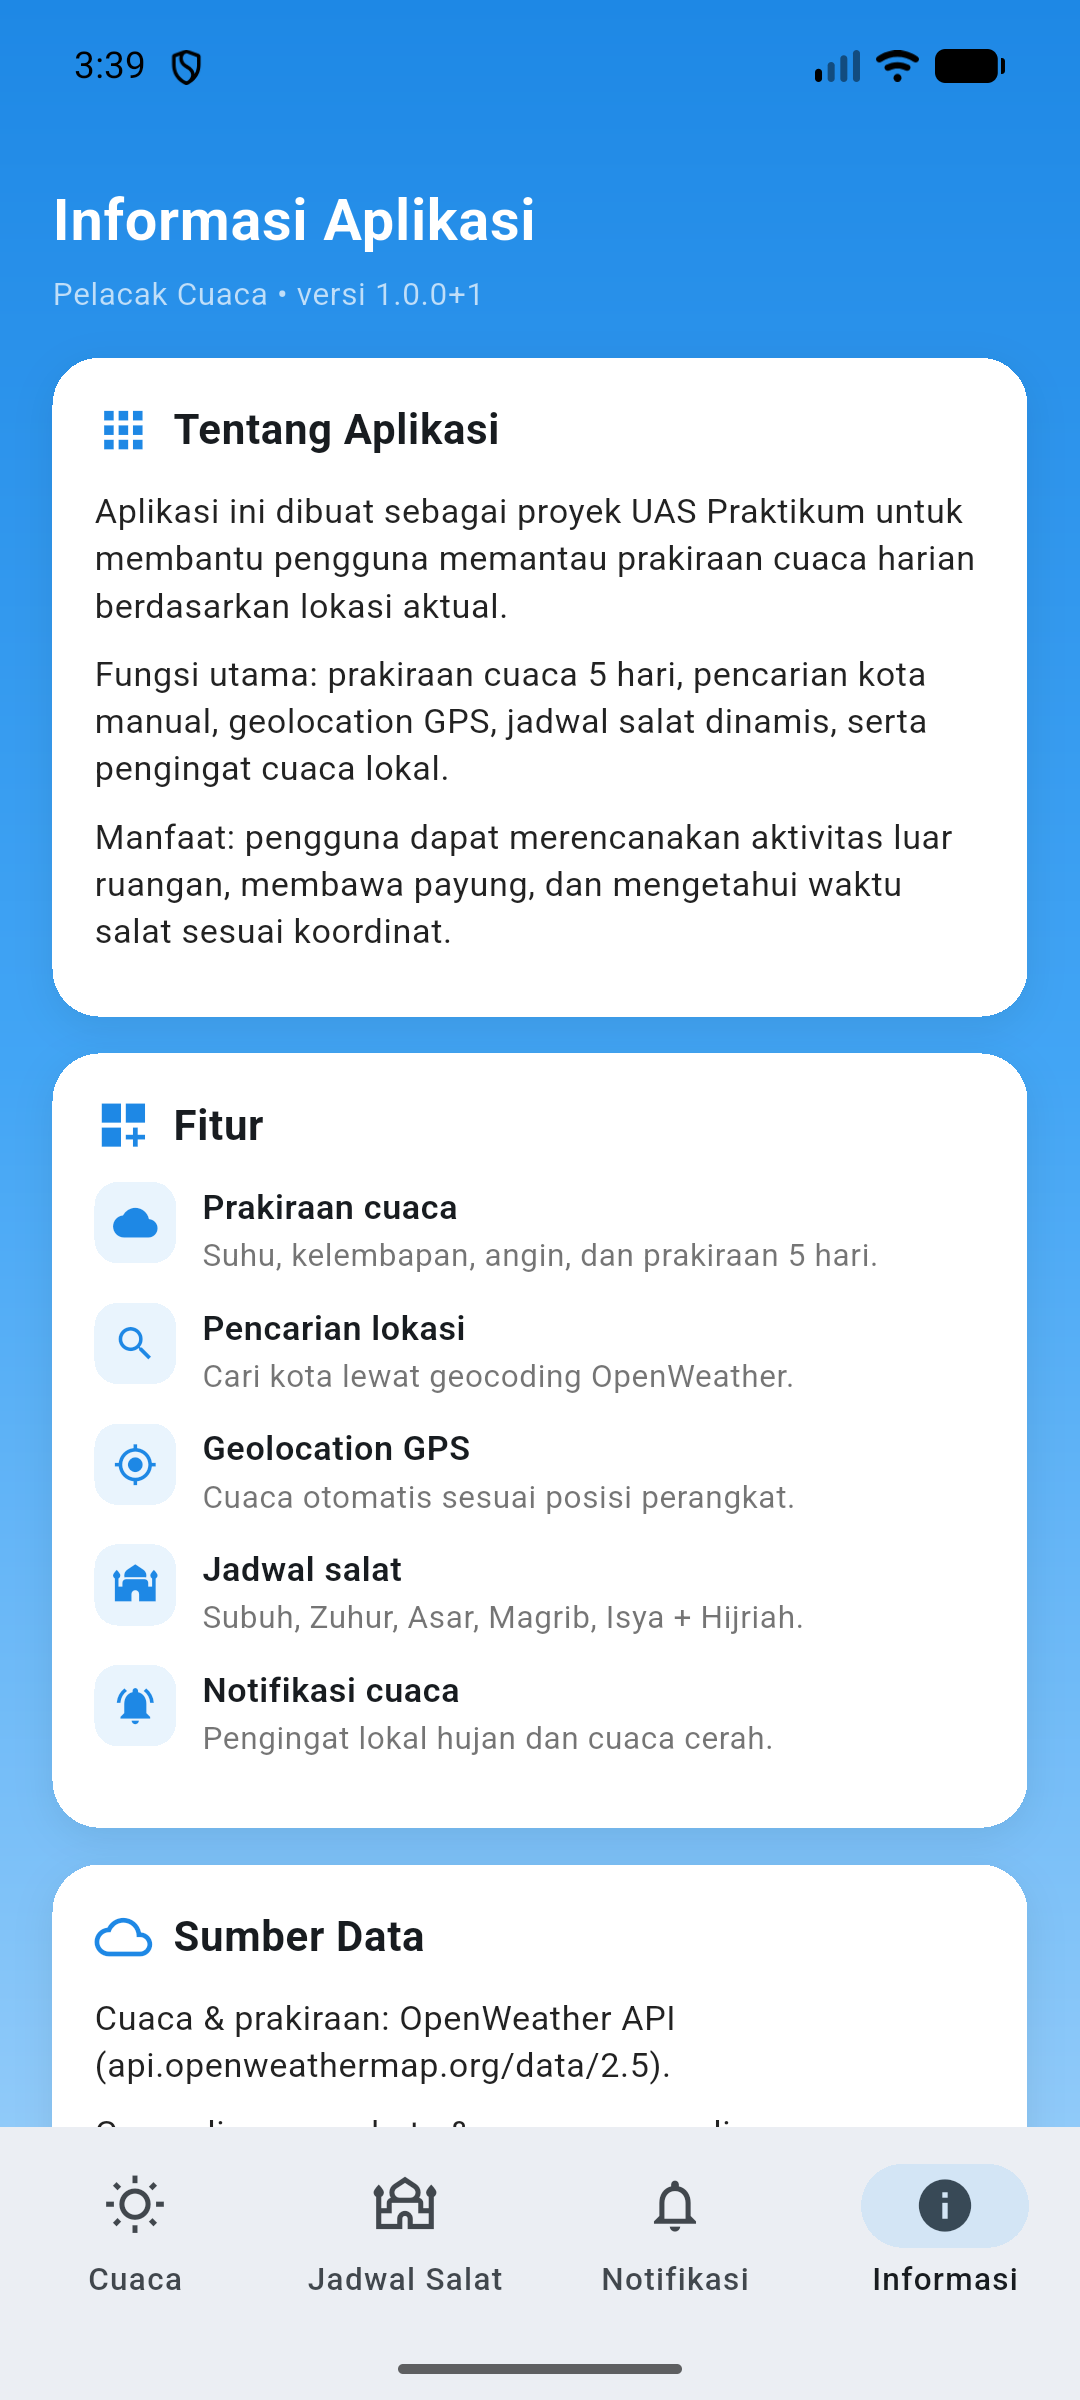 3:39
Informasi Aplikasi
Pelacak Cuaca • versi 1.0.0+1
Tentang Aplikasi
Aplikasi ini dibuat sebagai proyek UAS Praktikum untuk
membantu pengguna memantau prakiraan cuaca harian
berdasarkan lokasi aktual.
Fungsi utama: prakiraan cuaca 5 hari, pencarian kota
manual, geolocation GPS, jadwal salat dinamis, serta
pengingat cuaca lokal.
Manfaat: pengguna dapat merencanakan aktivitas luar
ruangan, membawa payung, dan mengetahui waktu
salat sesuai koordinat.
Fitur
Prakiraan cuaca
Suhu, kelembapan, angin, dan prakiraan 5 hari.
Pencarian lokasi
Cari kota lewat geocoding OpenWeather.
Geolocation GPS
Cuaca otomatis sesuai posisi perangkat.
Jadwal salat
Subuh, Zuhur, Asar, Magrib, Isya + Hijriah.
Notifikasi cuaca
Pengingat lokal hujan dan cuaca cerah.
Sumber Data
Cuaca & prakiraan: OpenWeather API
(api.openweathermap.org/data/2.5).
Cuaca
Jadwal Salat
Notifikasi
Informasi